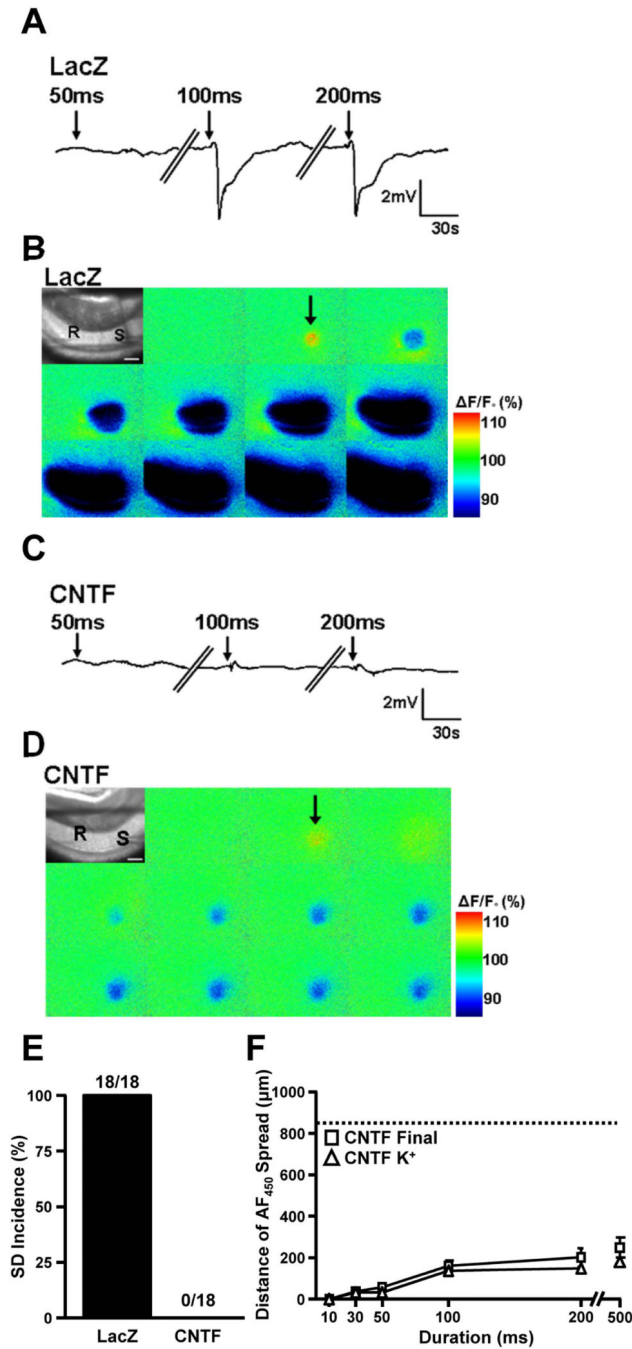 A
LacZ
50ms 100ms 200ms
2mV
30s
B
LacZ
R S
ΔF/F₀ (%)
110
100
90
C
CNTF
50ms 100ms 200ms
2mV
30s
D
CNTF
R S
ΔF/F₀ (%)
110
100
90
E
SD Incidence (%)
100
75
50
25
0
18/18
0/18
LacZ CNTF
F
Distance of AF₄₅₀ Spread (µm)
1000
800
600
400
200
0
CNTF Final
CNTF K⁺
10 30 50 100 200 500
Duration (ms)